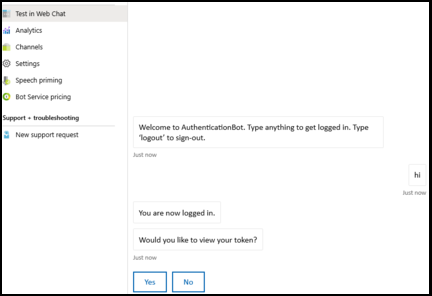 Test in Web Chat
Analytics
Channels
Settings
Speech priming
Bot Service pricing
Support + troubleshooting
New support request
Welcome to AuthenticationBot. Type anything to get logged in. Type
'logout' to sign-out.
Just now
hi
Just now
You are now logged in.
Would you like to view your token?
Just now
Yes
No